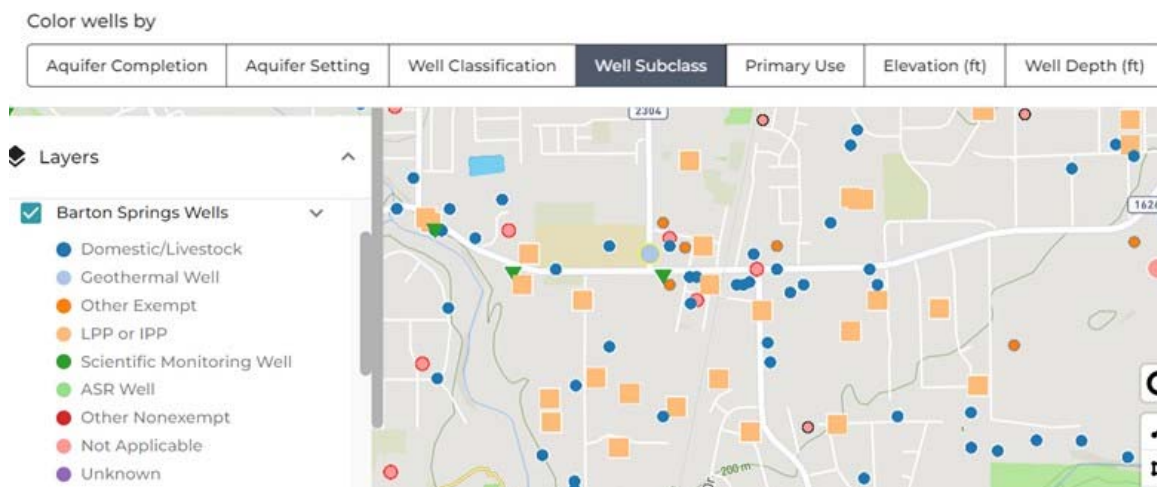 Color wells by
Aquifer Completion Aquifer Setting Well Classification Well Subclass Primary Use Elevation (ft) Well Depth (ft)
2304
Layers
Barton Springs Wells
Domestic/Livestock
Geothermal Well
Other Exempt
LPP or IPP
Scientific Monitoring Well
ASR Well
Other Nonexempt
Not Applicable
Unknown
1626
200 m